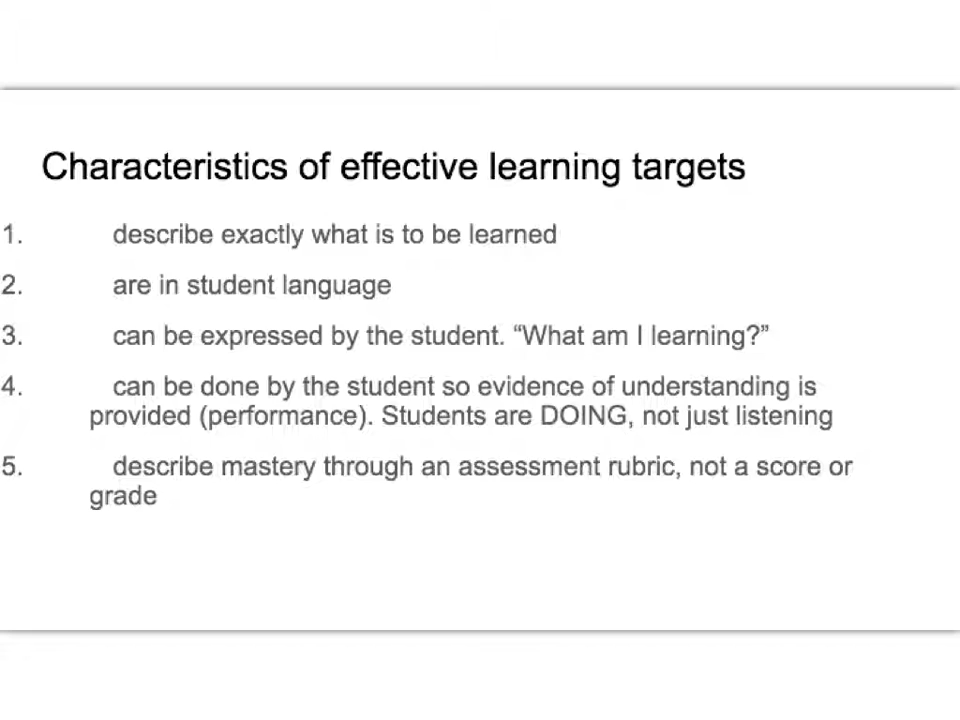 Characteristics of effective learning targets
1. describe exactly what is to be learned
2. are in student language
3. can be expressed by the student. “What am I learning?”
4. can be done by the student so evidence of understanding is
provided (performance). Students are DOING, not just listening
5. describe mastery through an assessment rubric, not a score or
grade